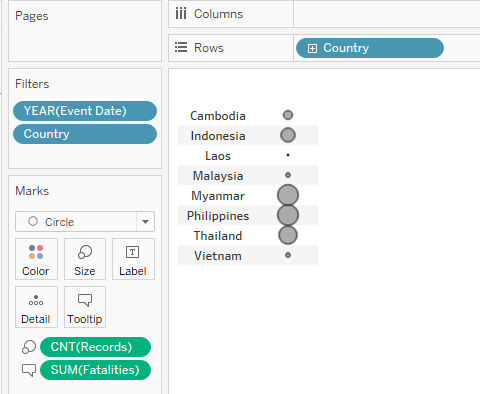 Pages
Columns
Rows
Country
Filters
YEAR(Event Date)
Country
Marks
Circle
Color
Size
Label
Detail
Tooltip
CNT(Records)
SUM(Fatalities)
Cambodia
Indonesia
Laos
Malaysia
Myanmar
Philippines
Thailand
Vietnam